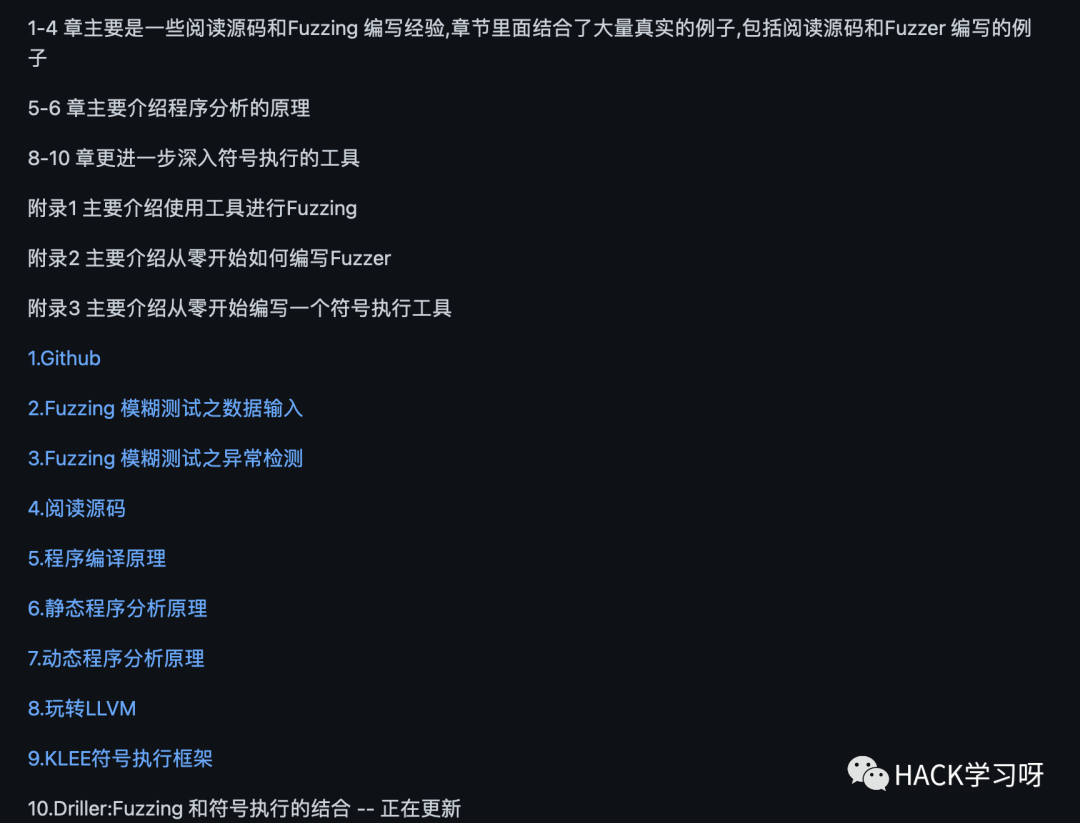 1-4 章主要是一些阅读源码和Fuzzing 编写经验,章节里面结合了大量真实的例子,包括阅读源码和Fuzzer 编写的例
子
5-6 章主要介绍程序分析的原理
8-10 章更进一步深入符号执行的工具
附录1 主要介绍使用工具进行Fuzzing
附录2 主要介绍从零开始如何编写Fuzzer
附录3 主要介绍从零开始编写一个符号执行工具
1.Github
2.Fuzzing 模糊测试之数据输入
3.Fuzzing 模糊测试之异常检测
4.阅读源码
5.程序编译原理
6.静态程序分析原理
7.动态程序分析原理
8.玩转LLVM
9.KLEE符号执行框架
10.Driller:Fuzzing 和符号执行的结合 -- 正在更新
HACK学习呀